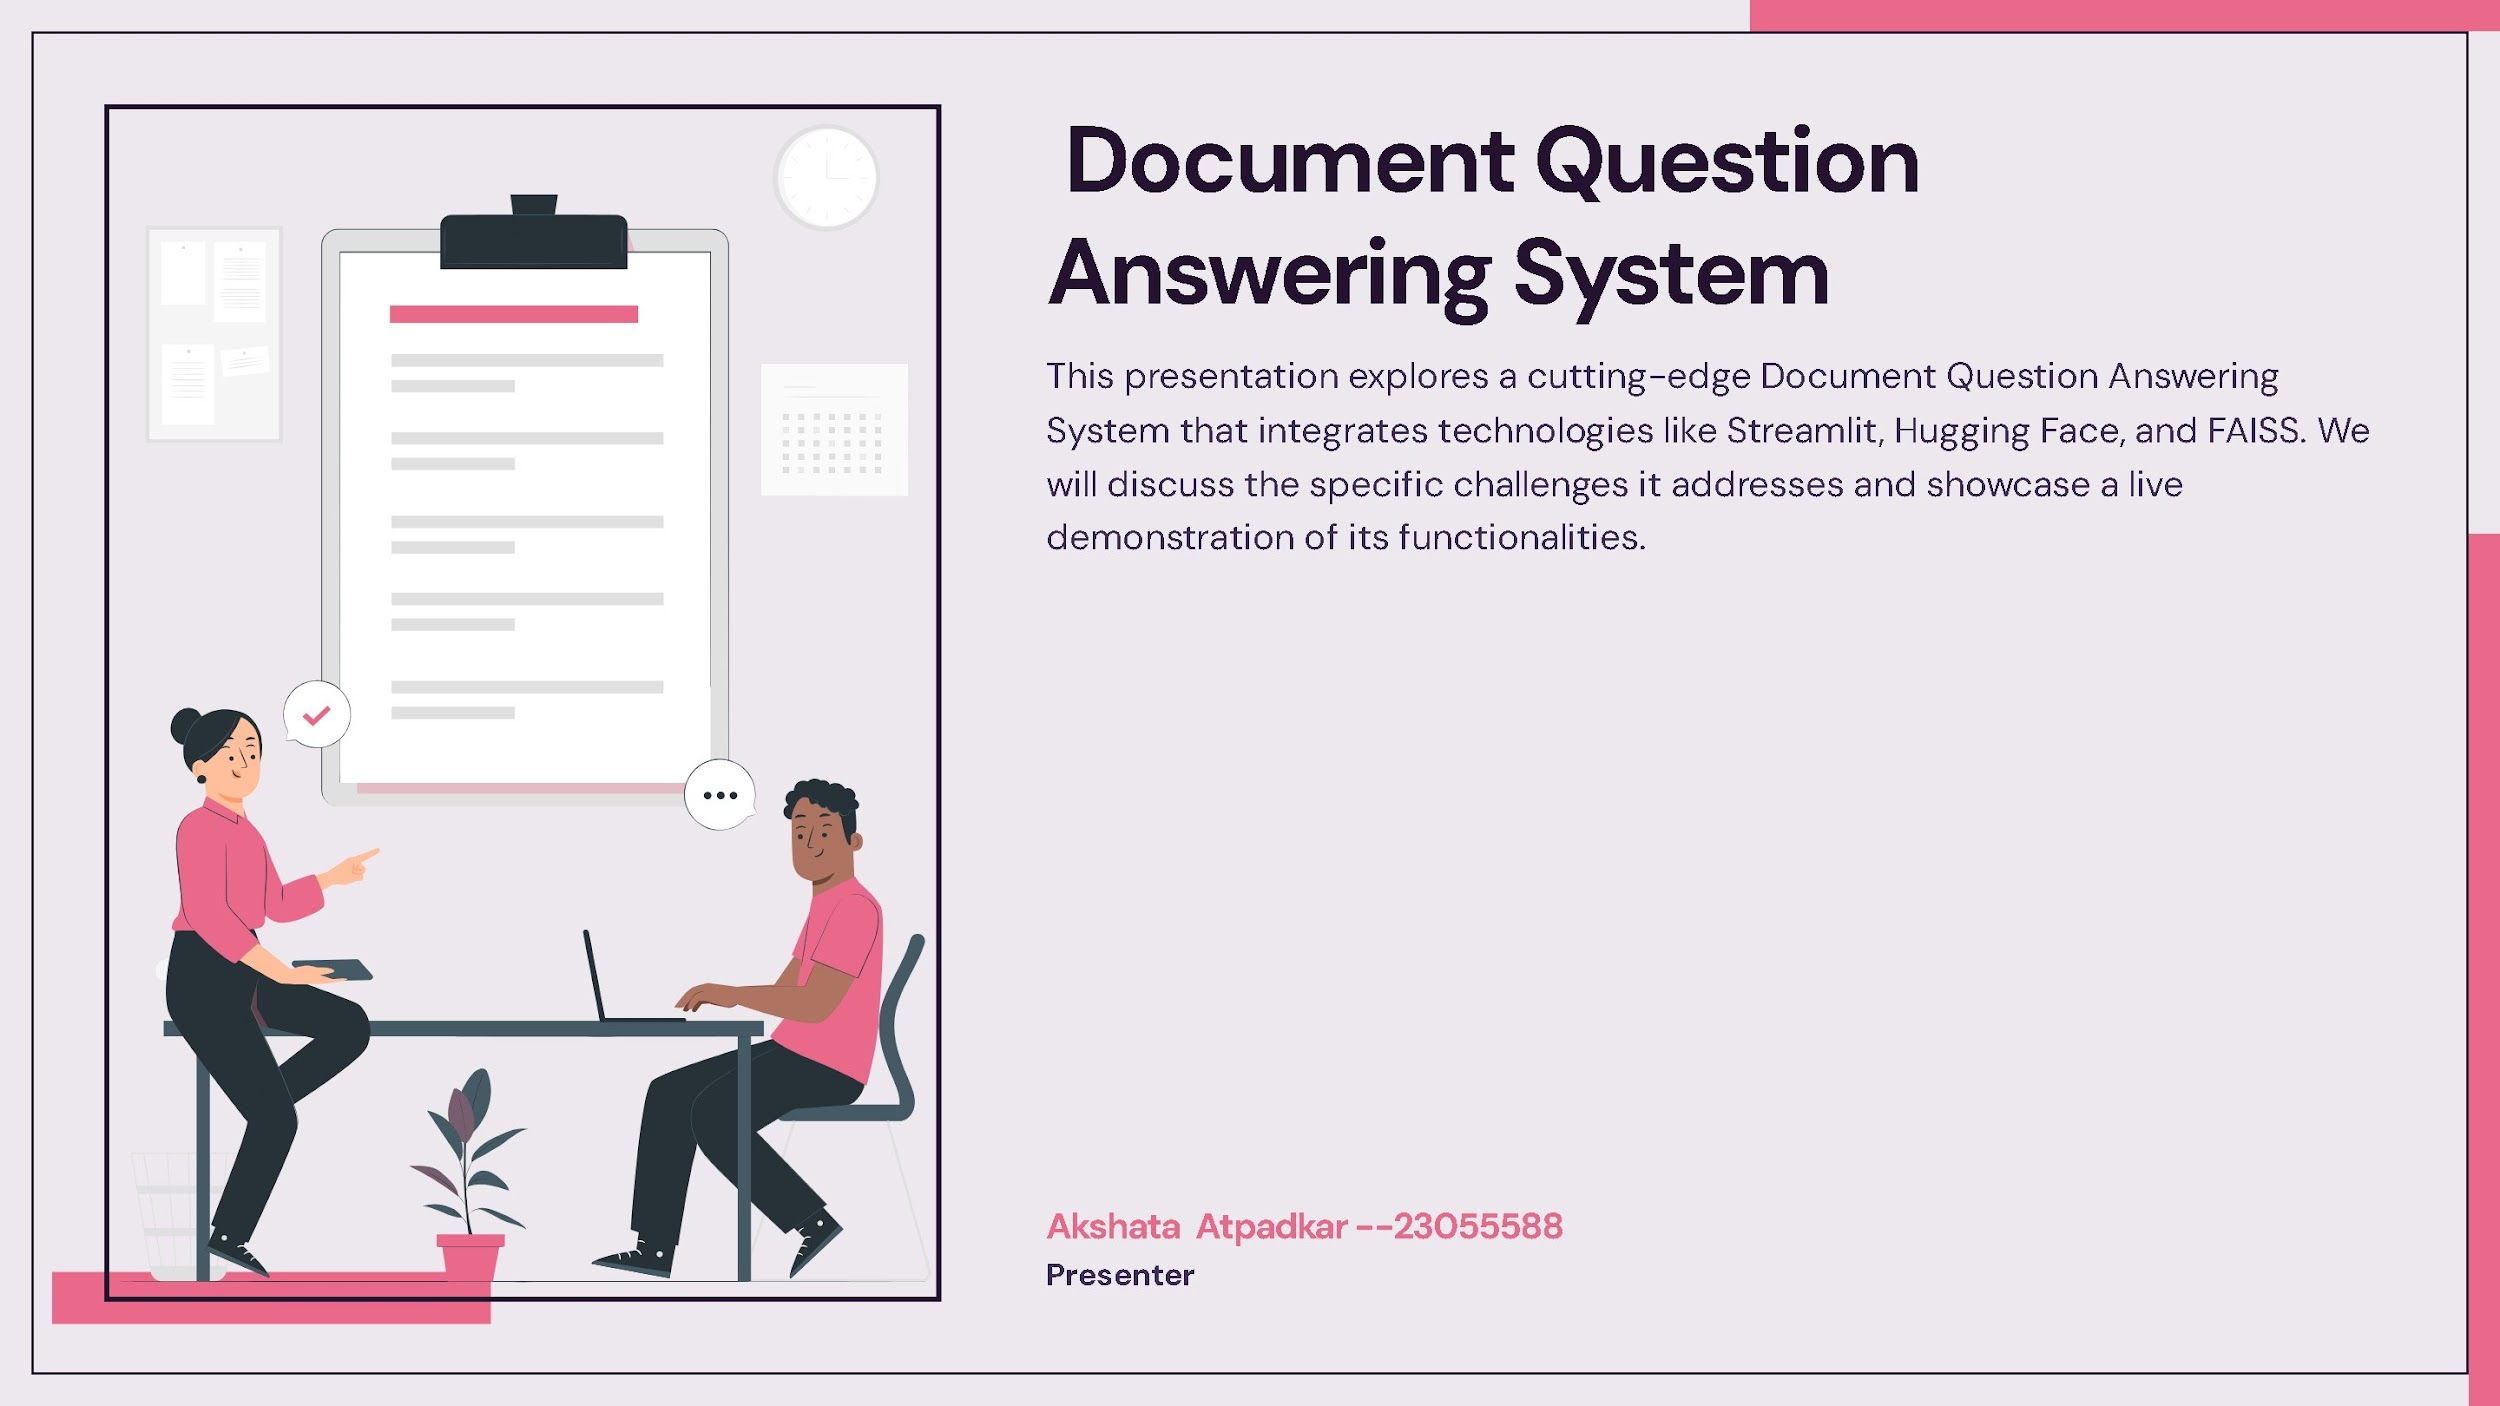 Document Question
Answering System
This presentation explores a cutting-edge Document Question Answering
System that integrates technologies like Streamlit, Hugging Face, and FAISS. We
will discuss the specific challenges it addresses and showcase a live
demonstration of its functionalities.
Akshata Atpadkar --23055588
Presenter